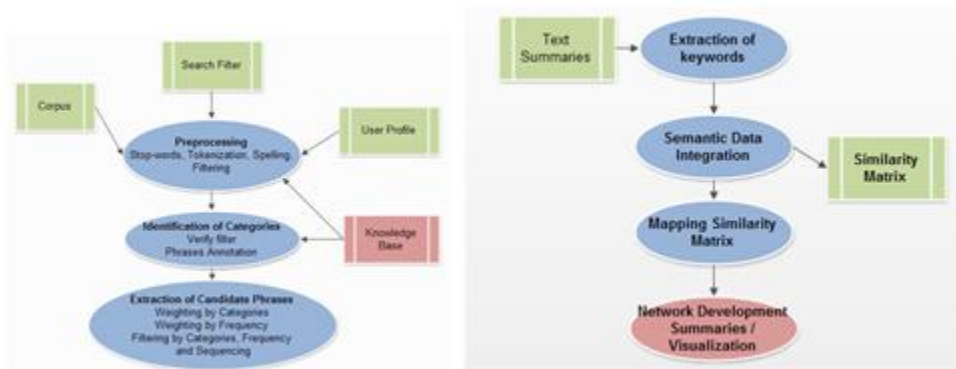 Search Filter
Corpus
User Profile
Preprocessing
Stop-words, Tokenization, Spelling,
Filtering
Identification of Categories
Verify filter
Phrases Annotation
Knowledge
Base
Extraction of Candidate Phrases
Weighting by Categories
Weighting by Frequency
Filtering by Categories, Frequency
and Sequencing
Text
Summaries
Extraction of
keywords
Semantic Data
Integration
Similarity
Matrix
Mapping Similarity
Matrix
Network Development
Summaries /
Visualization